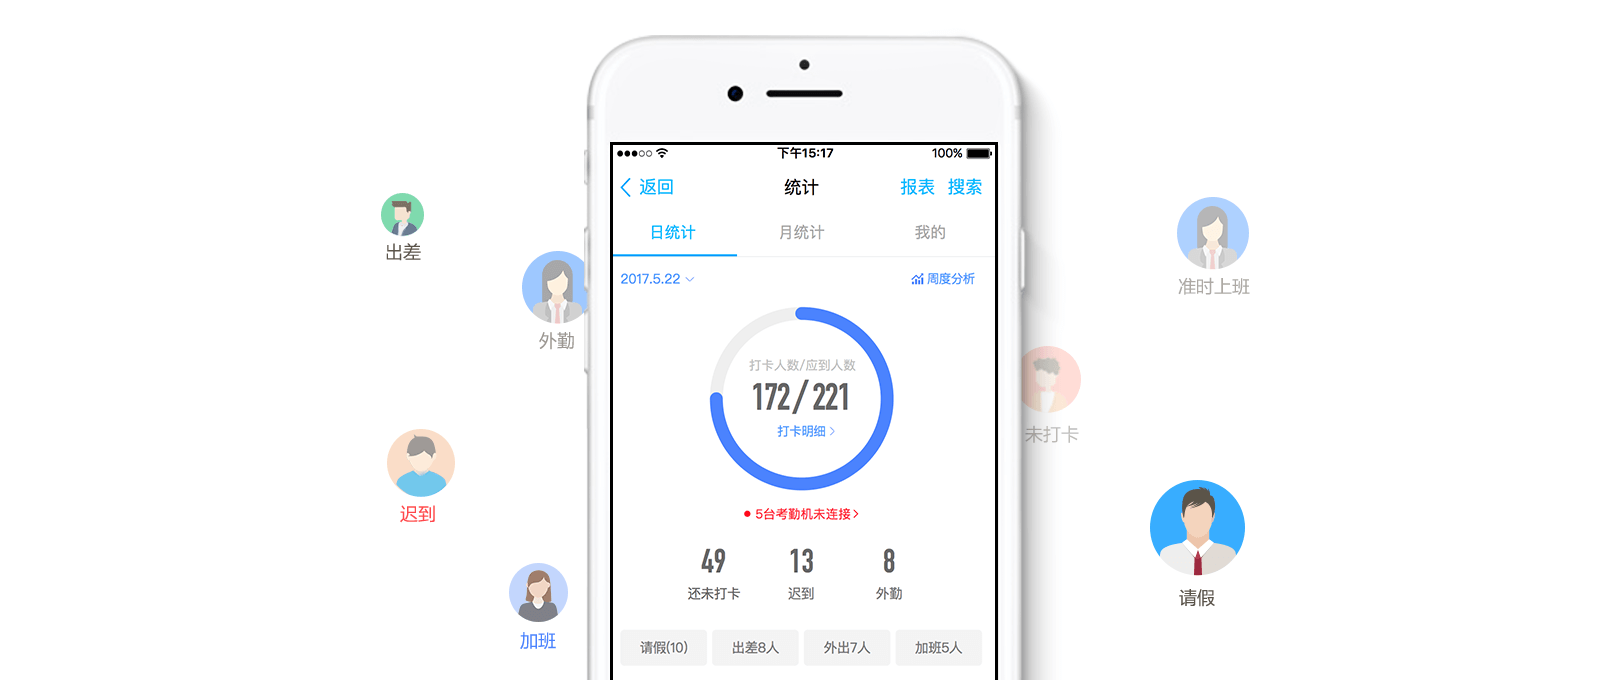 下午15:17
100%
返回
统计
报表 搜索
日统计
月统计
我的
2017.5.22
周度分析
打卡人数/应到人数
172/221
打卡明细
5台考勤机未连接
49
13
8
还未打卡
迟到
外勤
请假(10)
出差8人
外出7人
加班5人
出差
外勤
迟到
加班
准时上班
未打卡
请假